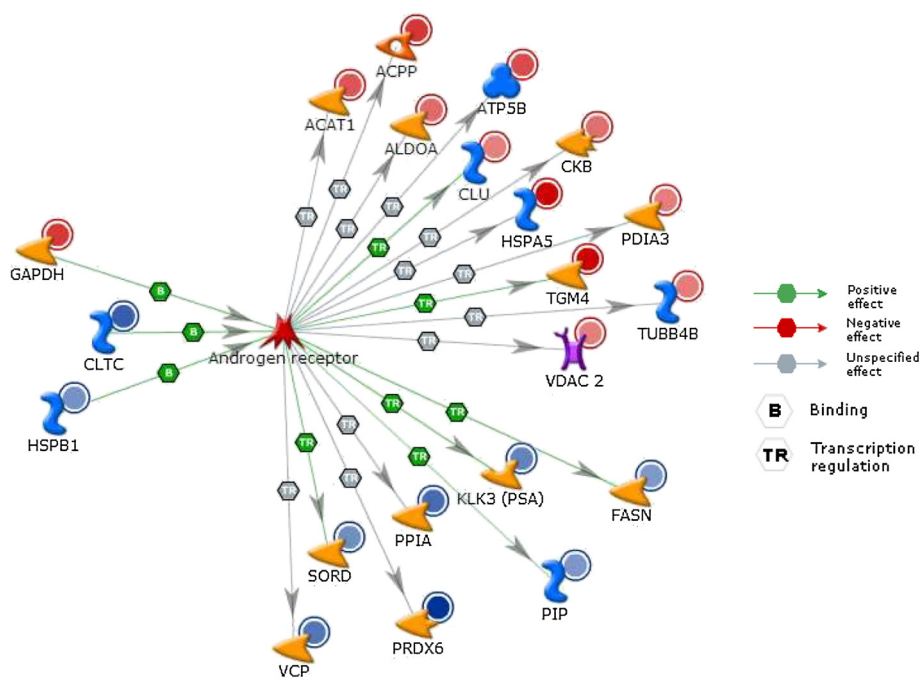 ACPP
ATP5B
ACAT1
ALDOA
CKB
CLU
HSPA5
PDIA3
GAPDH
TGM4
TUBB4B
CLTC
Androgen receptor
VDAC 2
HSPB1
KLK3 (PSA)
FASN
PPIA
SORD
PIP
PRDX6
VCP
TR
TR
TR
TR
TR
TR
TR
TR
TR
TR
TR
B
B
B
TR
TR
TR
TR
TR
TR
TR
TR
Positive
effect
Negative
effect
Unspecified
effect
B Binding
TR Transcription
regulation